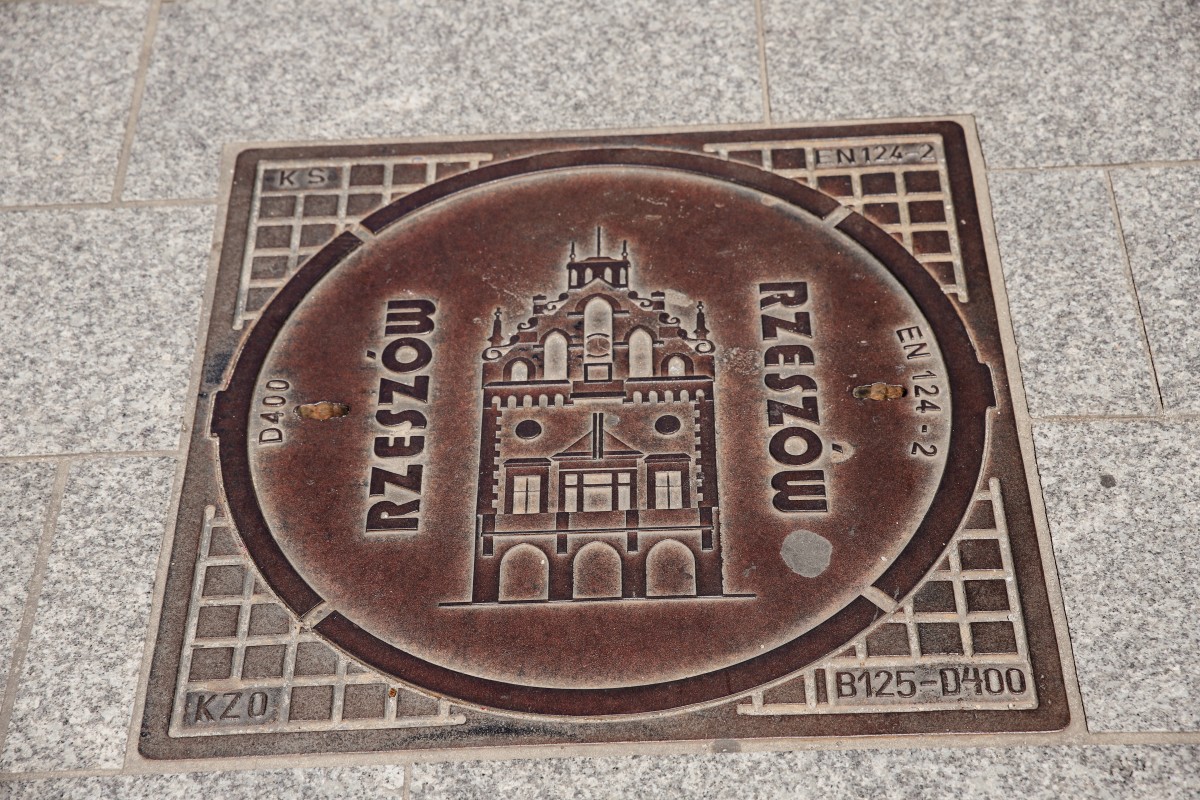 KS
EN124-2
RZESZÓW
RZESZÓW
EN 124-2
D400
KZO
B125-D400